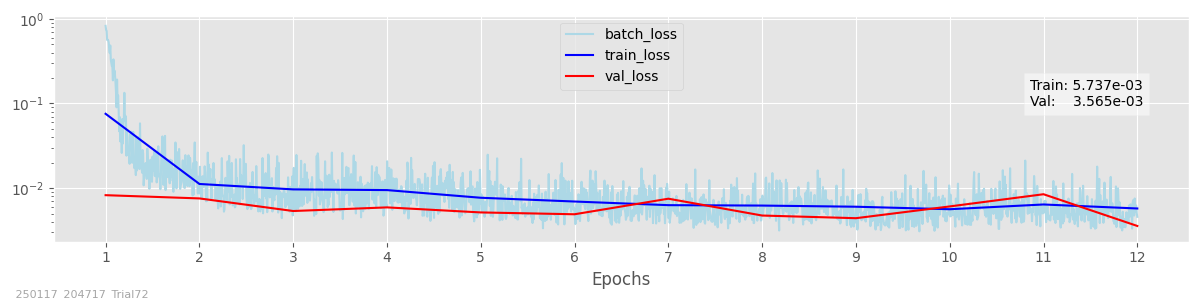 10⁰
10⁻¹
10⁻²
batch_loss
train_loss
val_loss
Train: 5.737e-03
Val: 3.565e-03
1 2 3 4 5 6 7 8 9 10 11 12
Epochs
250117_204717_Trial72